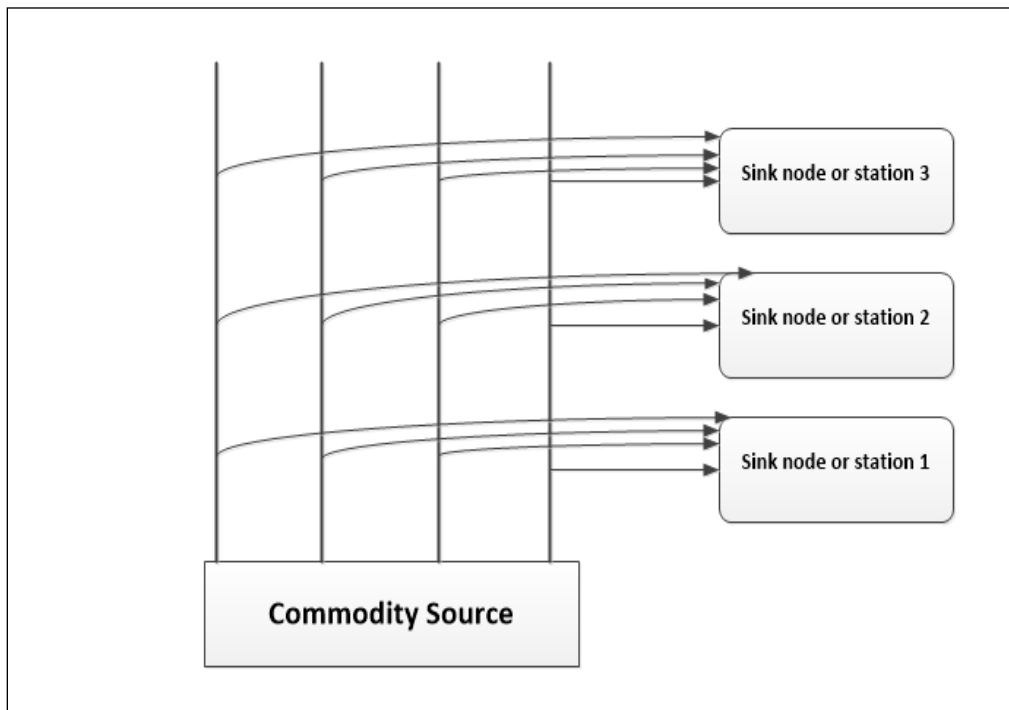 Sink node or station 3
Sink node or station 2
Sink node or station 1
Commodity Source